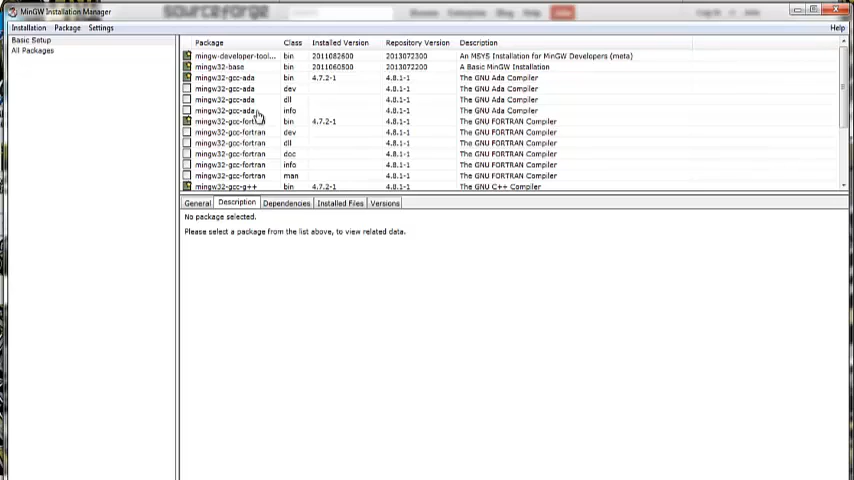 MinGW Installation Manager
sourceforge
Installation Package Settings Help
Basic Setup
All Packages
Package Class Installed Version Repository Version Description
mingw-developer-tool... bin 2011082600 2013072300 An MSYS Installation for MinGW Developers (meta)
mingw32-base bin 2011060500 2013072200 A Basic MinGW Installation
mingw32-gcc-ada bin 4.7.2-1 4.8.1-1 The GNU Ada Compiler
mingw32-gcc-ada dev 4.8.1-1 The GNU Ada Compiler
mingw32-gcc-ada dll 4.8.1-1 The GNU Ada Compiler
mingw32-gcc-ada info 4.8.1-1 The GNU Ada Compiler
mingw32-gcc-fortran bin 4.7.2-1 4.8.1-1 The GNU FORTRAN Compiler
mingw32-gcc-fortran dev 4.8.1-1 The GNU FORTRAN Compiler
mingw32-gcc-fortran dll 4.8.1-1 The GNU FORTRAN Compiler
mingw32-gcc-fortran doc 4.8.1-1 The GNU FORTRAN Compiler
mingw32-gcc-fortran info 4.8.1-1 The GNU FORTRAN Compiler
mingw32-gcc-fortran man 4.8.1-1 The GNU FORTRAN Compiler
mingw32-gcc-g++ bin 4.7.2-1 4.8.1-1 The GNU C++ Compiler
General Description Dependencies Installed Files Versions
No package selected.
Please select a package from the list above, to view related data.